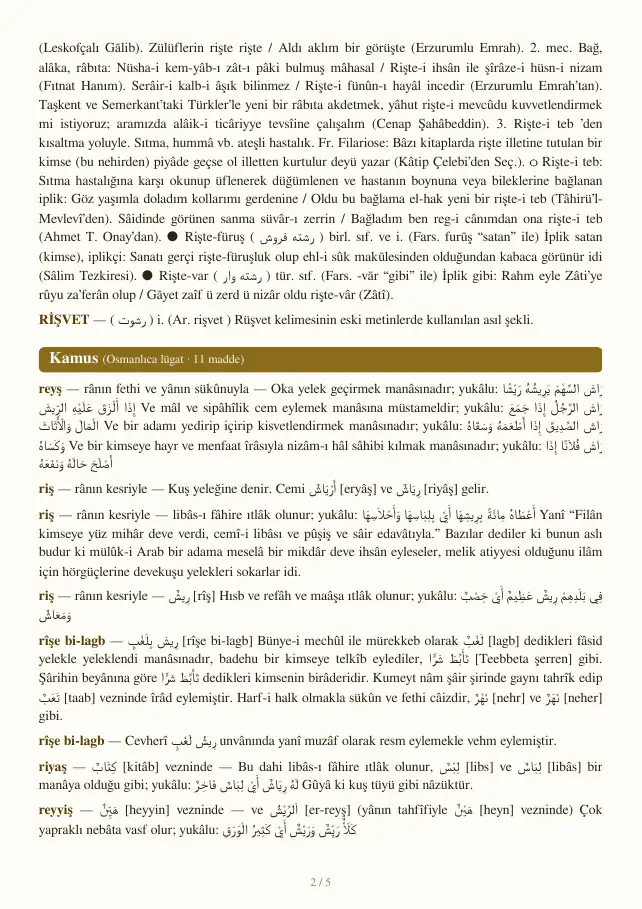 (Leskofçalı Gālib). Zülüflerin rişte rişte / Aldı aklım bir görüşte (Erzurumlu Emrah). 2. mec. Bağ,
alâka, râbıta: Nüsha-i kem-yâb-ı zât-ı pâki bulmuş mâhasal / Rişte-i ihsân ile şîrâze-i hüsn-i nizam
(Fıtnat Hanım). Serâir-i kalb-i âşık bilinmez / Rişte-i fünûn-ı hayâl incedir (Erzurumlu Emrah’tan).
Taşkent ve Semerkant’taki Türkler’le yeni bir râbıta akdetmek, yâhut rişte-i mevcûdu kuvvetlendirmek
mi istiyoruz; aramızda alâik-i ticâriyye tevsîine çalışalım (Cenap Şahâbeddin). 3. Rişte-i teb ’den
kısaltma yoluyle. Sıtma, hummâ vb. ateşli hastalık. Fr. Filariose: Bâzı kitaplarda rişte illetine tutulan bir
kimse (bu nehirden) piyâde geçse ol illetten kurtulur deyü yazar (Kâtip Çelebi’den Seç.). ○ Rişte-i teb:
Sıtma hastalığına karşı okunup üflenerek düğümlenen ve hastanın boynuna veya bileklerine bağlanan
iplik: Göz yaşımla doladım kollarımı gerdenine / Oldu bu bağlama el-hak yeni bir rişte-i teb (Tâhirü’l-
Mevlevî’den). Sâidinde görünen sanma süvâr-ı zerrin / Bağladım ben reg-i cânımdan ona rişte-i teb
(Ahmet T. Onay’dan). ● Rişte-füruş ( رشته فروش ) birl. sıf. ve i. (Fars. furūş “satan” ile) İplik satan
(kimse), iplikçi: Sanatı gerçi rişte-füruşluk olup ehl-i sûk makūlesinden olduğundan kabaca görünür idi
(Sâlim Tezkiresi). ● Rişte-var ( رشته وار ) tür. sıf. (Fars. -vār “gibi” ile) İplik gibi: Rahm eyle Zâti’ye
rûyu za’ferân olup / Gāyet zaîf ü zerd ü nizâr oldu rişte-vâr (Zâtî).
RİŞVET — ( رشوت ) i. (Ar. rişvet ) Rüşvet kelimesinin eski metinlerde kullanılan asıl şekli.
Kamus (Osmanlıca lügat · 11 madde)
reyş — rânın fethi ve yânın sükûnuyla — Oka yelek geçirmek manâsınadır; yukâlu: رَاشَ السَّهْمَ يَرِيشُهُ رَيْشًا
إِذَا أَلْزَقَ عَلَيْهِ الرِّيشَ Ve mâl ve sipâhîlik cem eylemek manâsına müstameldir; yukâlu: رَاشَ الرَّجُلُ إِذَا جَمَعَ
الْمَالَ وَالْأَثَاثَ Ve bir adamı yedirip içirip kisvetlendirmek manâsınadır; yukâlu: رَاشَ الصَّدِيقَ إِذَا أَطْعَمَهُ وَسَقَاهُ
وَكَسَاهُ Ve bir kimseye hayr ve menfaat îrâsıyla nizâm-ı hâl sâhibi kılmak manâsınadır; yukâlu: رَاشَ فُلَانًا إِذَا
أَصْلَحَ حَالَهُ وَنَفَعَهُ
riş — rânın kesriyle — Kuş yeleğine denir. Cemi أَرْيَاشٌ [eryâş] ve رِيَاشٌ [riyâş] gelir.
riş — rânın kesriyle — libâs-ı fâhire ıtlâk olunur; yukâlu: أَعْطَاهُ مِائَةً بِرِيشِهَا أَيْ بِلِبَاسِهَا وَأَحْلَاسِهَا Yanî “Filân
kimseye yüz mihâr deve verdi, cemî-i libâsı ve pûşiş ve sâir edavâtıyla.” Bazılar dediler ki bunun aslı
budur ki mülûk-i Arab bir adama meselâ bir mikdâr deve ihsân eyleseler, melik atiyyesi olduğunu ilâm
için hörgüçlerine devekuşu yelekleri sokarlar idi.
riş — rânın kesriyle — رِيشٌ [rîş] Hısb ve refâh ve maâşa ıtlâk olunur; yukâlu: فِي بَلَدِهِمْ رِيشٌ عَظِيمٌ أَيْ خِصْبٌ
وَمَعَاشٌ
rîşe bi-lagb — رِيشَ بِلَغْبٍ [rîşe bi-lagb] Bünye-i mechûl ile mürekkeb olarak لَغْبٌ [lagb] dedikleri fâsid
yelekle yeleklendi manâsınadır, badehu bir kimseye telkîb eylediler, تَأَبَّطَ شَرًّا [Teebbeta şerren] gibi.
Şârihin beyânına göre تَأَبَّطَ شَرًّا dedikleri kimsenin birâderidir. Kumeyt nâm şâir şirinde gaynı tahrîk edip
تَعَبٌ [taab] vezninde îrâd eylemiştir. Harf-i halk olmakla sükûn ve fethi câizdir, نَهْرٌ [nehr] ve نَهَرٌ [neher]
gibi.
rîşe bi-lagb — Cevherî رِيشُ لَغْبٍ unvânında yanî muzâf olarak resm eylemekle vehm eylemiştir.
riyaş — كِتَابٌ [kitâb] vezninde — Bu dahi libâs-ı fâhire ıtlâk olunur, لِبْسٌ [libs] ve لِبَاسٌ [libâs] bir
manâya olduğu gibi; yukâlu: لَهُ رِيَاشٌ أَيْ لِبَاسٌ فَاخِرٌ Gûyâ ki kuş tüyü gibi nâzüktür.
reyyiş — هَيِّنٌ [heyyin] vezninde — ve اَلرَّيْشُ [er-reyş] (yânın tahfîfiyle هَيْنٌ [heyn] vezninde) Çok
yapraklı nebâta vasf olur; yukâlu: كَلَأٌ رَيِّشٌ وَرَيْشٌ أَيْ كَثِيرُ الْوَرَقِ
2 / 5